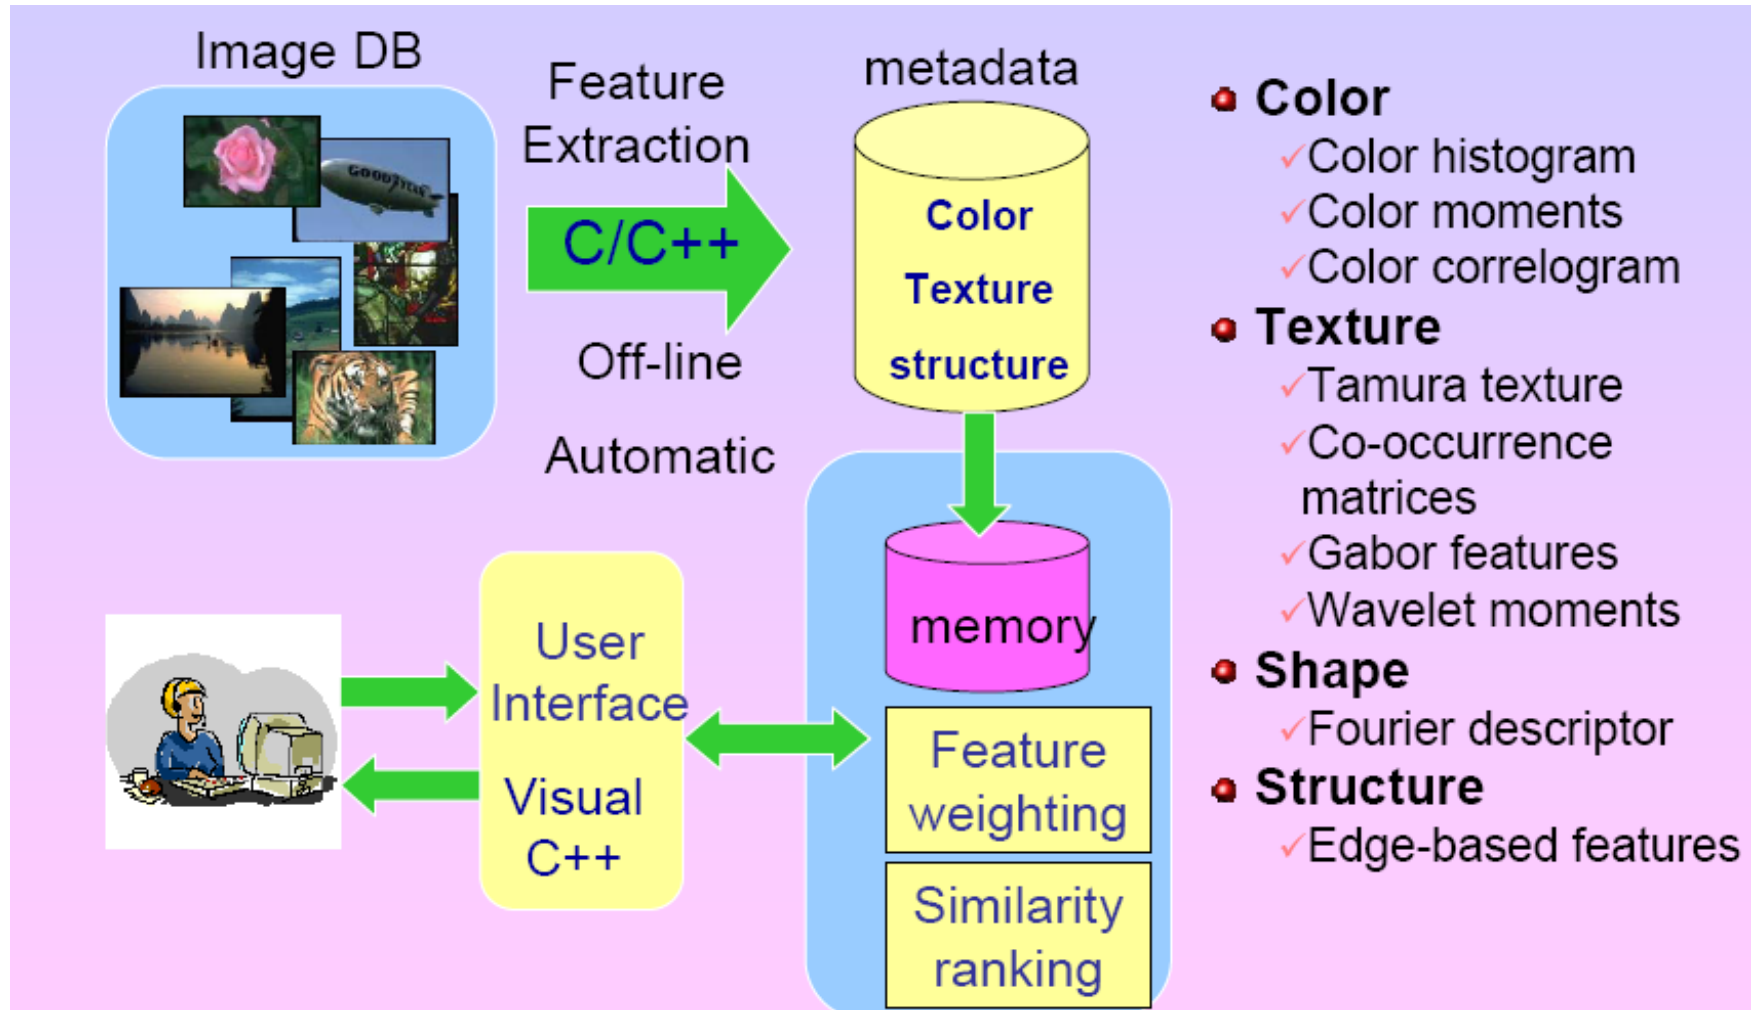 Image DB
GOODYEAR
Feature
Extraction
C/C++
Off-line
Automatic
metadata
Color
Texture
structure
memory
Feature
weighting
Similarity
ranking
User
Interface
Visual
C++
Color
✓Color histogram
✓Color moments
✓Color correlogram
Texture
✓Tamura texture
✓Co-occurrence
matrices
✓Gabor features
✓Wavelet moments
Shape
✓Fourier descriptor
Structure
✓Edge-based features